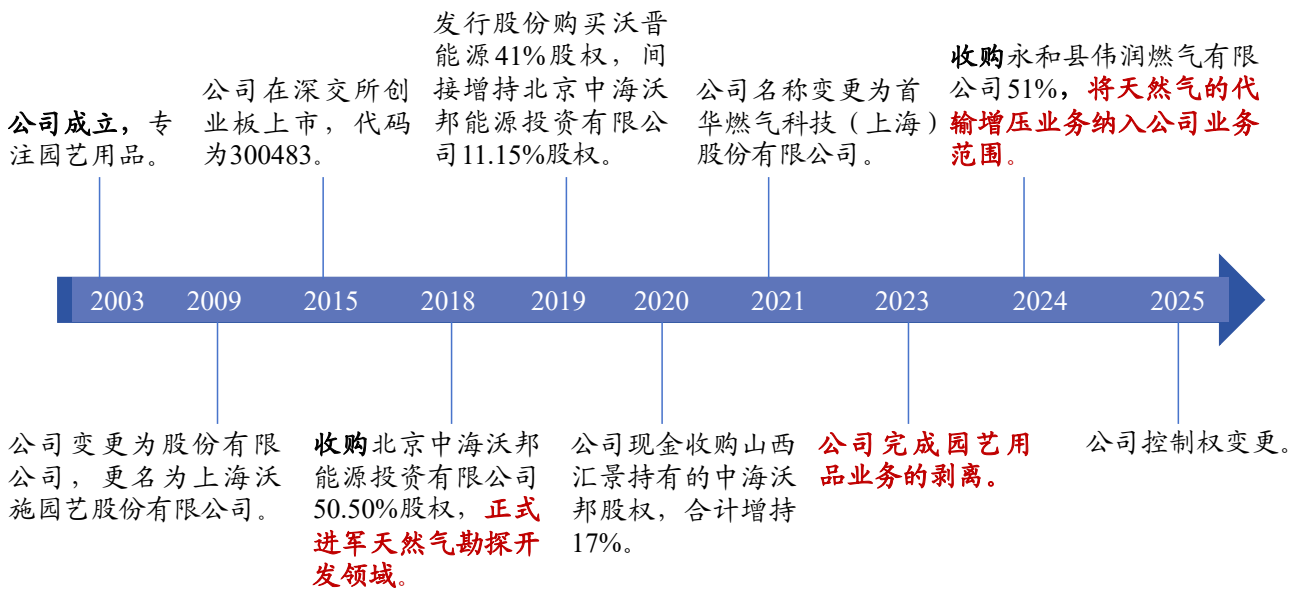 公司成立，专
注园艺用品。
公司在深交所创
业板上市，代码
为300483。
发行股份购买沃晋
能源41%股权，间
接增持北京中海沃
邦能源投资有限公
司11.15%股权。
公司名称变更为首
华燃气科技（上海）
股份有限公司。
收购永和县伟润燃气有限
公司51%，将天然气的代
输增压业务纳入公司业务
范围。
2003
2009
2015
2018
2019
2020
2021
2023
2024
2025
公司变更为股份有限
公司，更名为上海沃
施园艺股份有限公司。
收购北京中海沃邦
能源投资有限公司
50.50%股权，正式
进军天然气勘探开
发领域。
公司现金收购山西
汇景持有的中海沃
邦股权，合计增持
17%。
公司完成园艺用
品业务的剥离。
公司控制权变更。